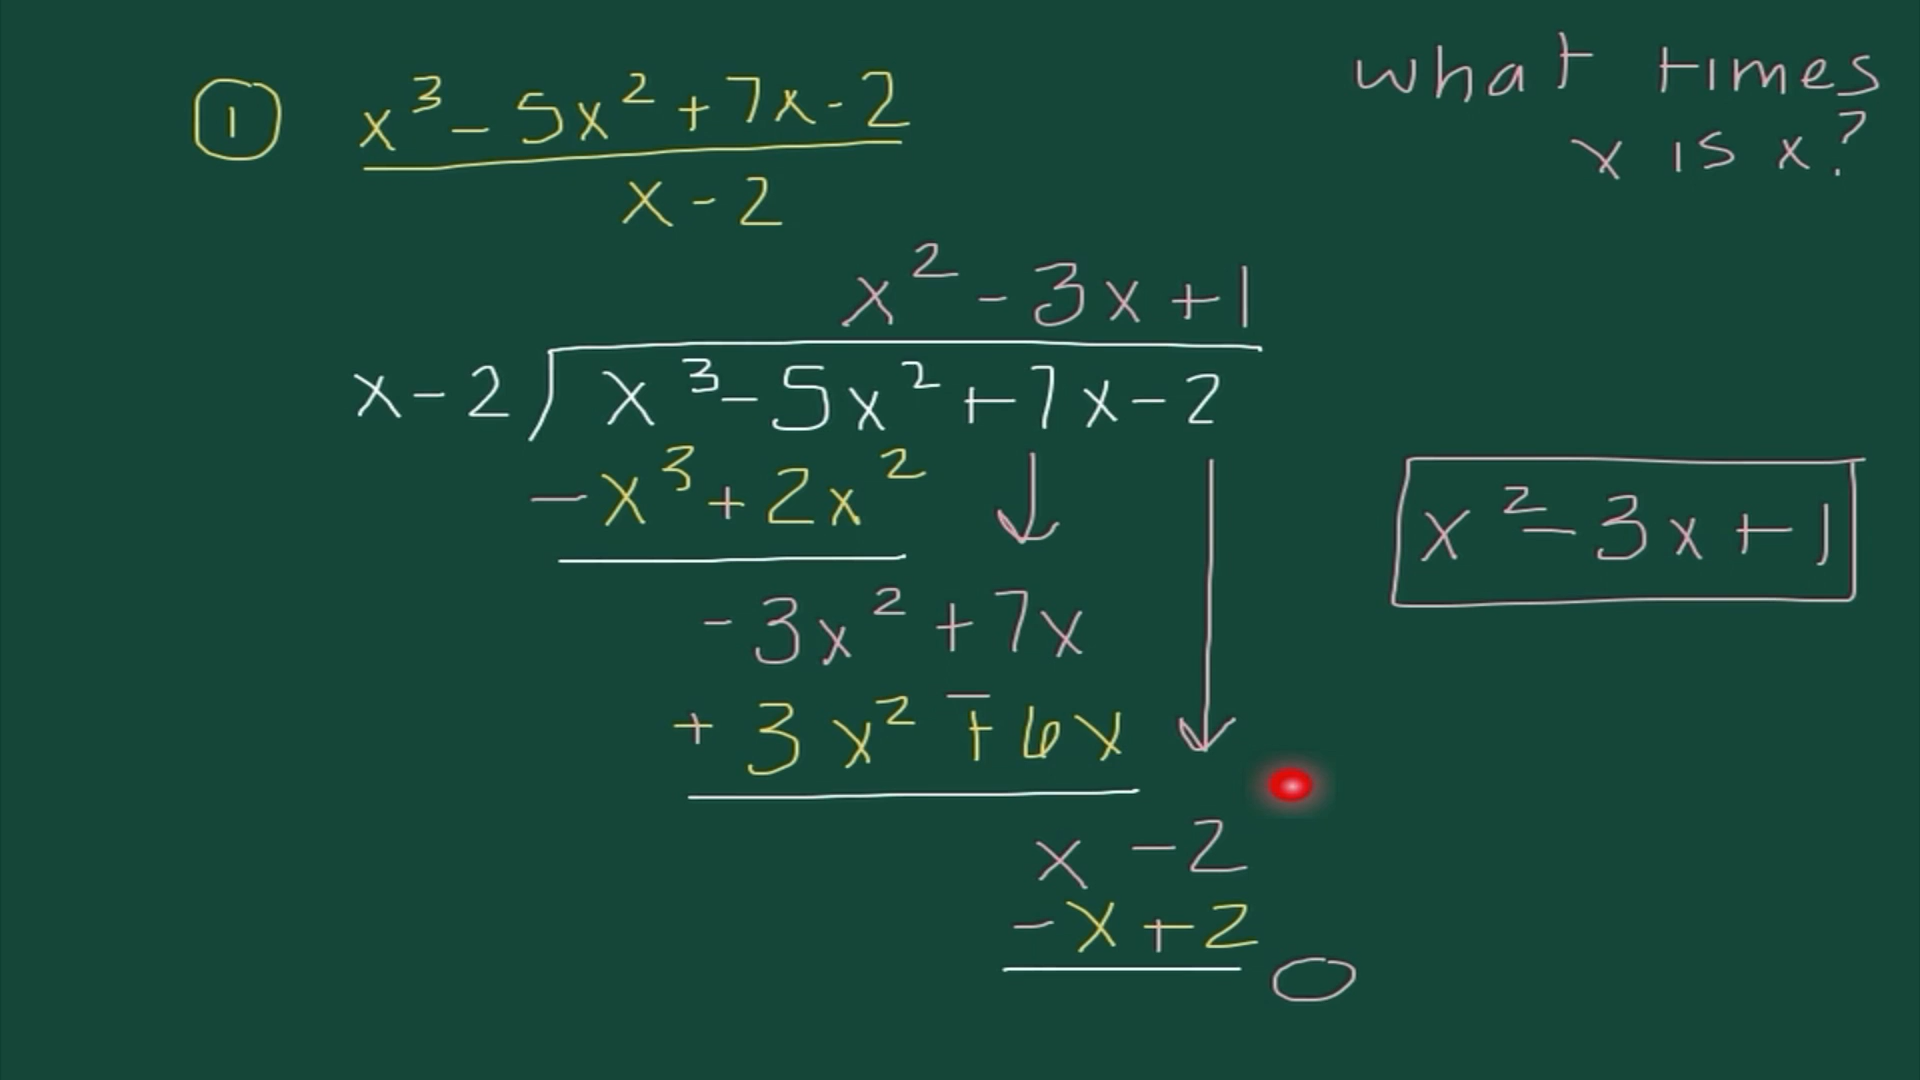 what times
① x³ - 5x² + 7x - 2
x is x?
x - 2
x² - 3x + 1
x - 2 ) x³ - 5x² + 7x - 2
- x³ + 2x²
x² - 3x + 1
- 3x² + 7x
+ 3x² ∓ 6x
x - 2
- x + 2
0